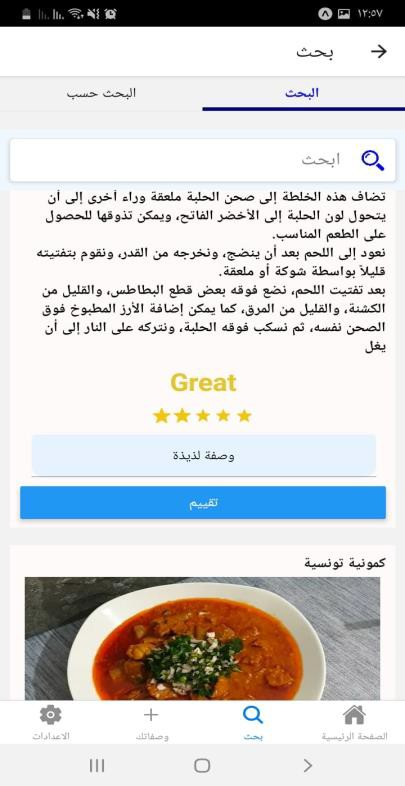 ١٢:٥٧
بحث
البحث
البحث حسب
ابحث
تضاف هذه الخلطة إلى صحن الحلبة ملعقة وراء أخرى إلى أن
يتحول لون الحلبة إلى الأخضر الفاتح، ويمكن تذوقها للحصول
على الطعم المناسب.
نعود إلى اللحم بعد أن ينضج، ونخرجه من القدر، ونقوم بتفتيته
قليلاً بواسطة شوكة أو ملعقة.
بعد تفتيت اللحم، نضع فوقه بعض قطع البطاطس، والقليل من
الكشنة، والقليل من المرق، كما يمكن إضافة الأرز المطبوخ فوق
الصحن نفسه، ثم نسكب فوقه الحلبة، ونتركه على النار إلى أن
يغل
Great
وصفة لذيذة
تقييم
كمونية تونسية
الصفحة الرئيسية
بحث
وصفاتك
الاعدادات